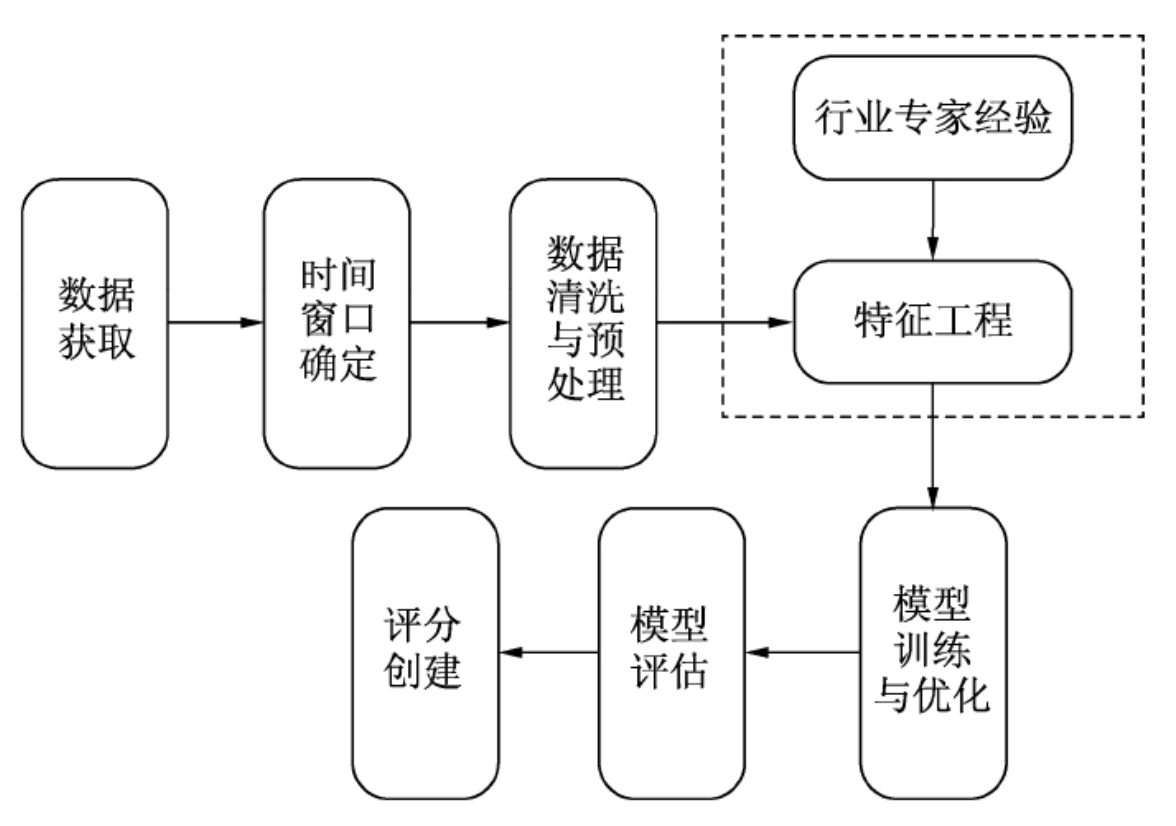 数据
获取
时间
窗口
确定
数据
清洗
与预
处理
行业专家经验
特征工程
模型
训练
与优化
模型
评估
评分
创建